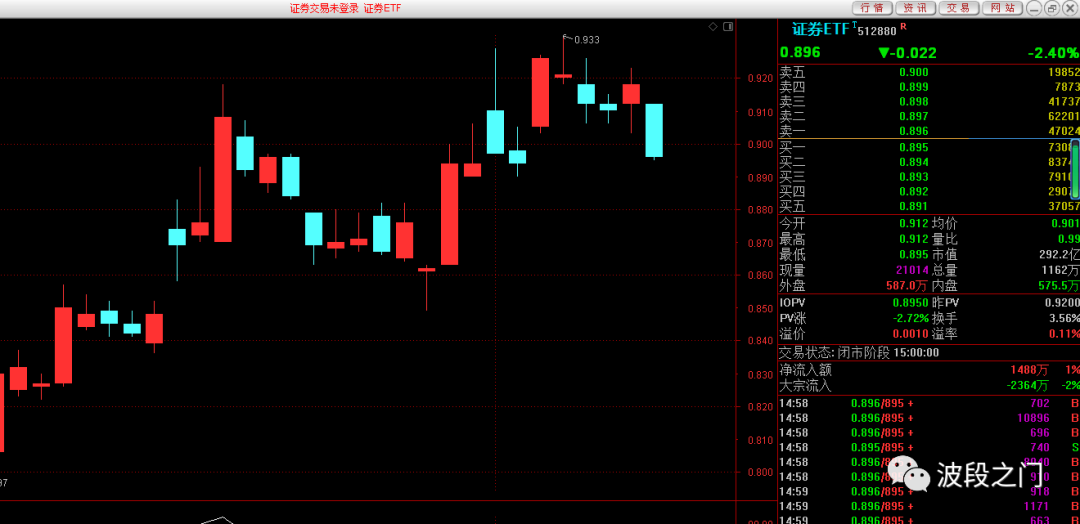 证券交易未登录 证券ETF
行情 资讯 交易 网站
0.933
0.920
0.910
0.900
0.890
0.880
0.870
0.860
0.850
0.840
0.830
0.820
0.810
0.800
证券ETF T 512880 R
0.896 ▼-0.022 -2.40%
卖五 0.900 19852
卖四 0.899 7873
卖三 0.898 41737
卖二 0.897 62201
卖一 0.896 47024
买一 0.895
买二 0.894
买三 0.893
买四 0.892
买五 0.891 37057
今开 0.912 均价 0.901
最高 0.912 量比 0.99
最低 0.895 市值 292.2亿
现量 21014 总量 1162万
外盘 587.0万 内盘 575.5万
IOPV 0.8950 昨PV 0.9200
PV涨 -2.72% 换手 3.56%
溢价 0.0010 溢率 0.11%
交易状态: 闭市阶段 15:00:00
净流入额 1488万 1%
大宗流入 -2364万 -2%
14:58 0.896/895 + 702 B
14:58 0.896/895 + 10896 B
14:58 0.896/895 + 696 B
14:58 0.895/895 + 740 S
14:58 0.896/895 B
14:58 0.896/895 B
14:59 0.896/895 + 918 B
14:59 0.896/895 + 1171 B
14:59 0.896/895 + 663 B
波段之门